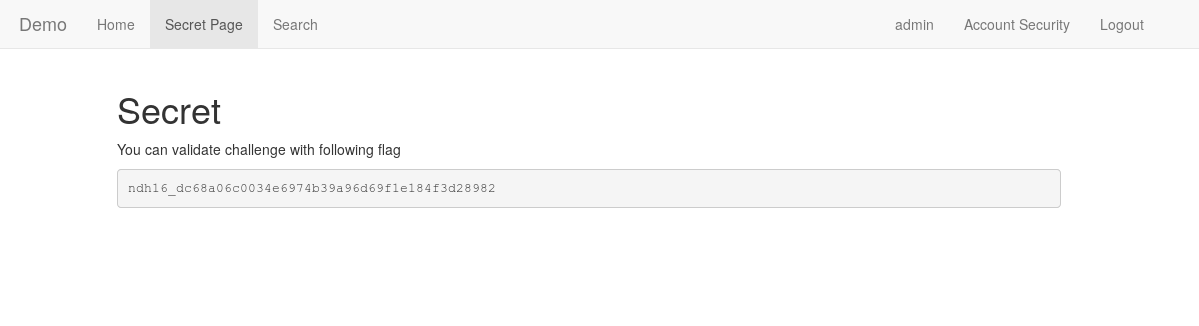 Demo Home Secret Page Search admin Account Security Logout
Secret
You can validate challenge with following flag
ndh16_dc68a06c0034e6974b39a96d69f1e184f3d28982